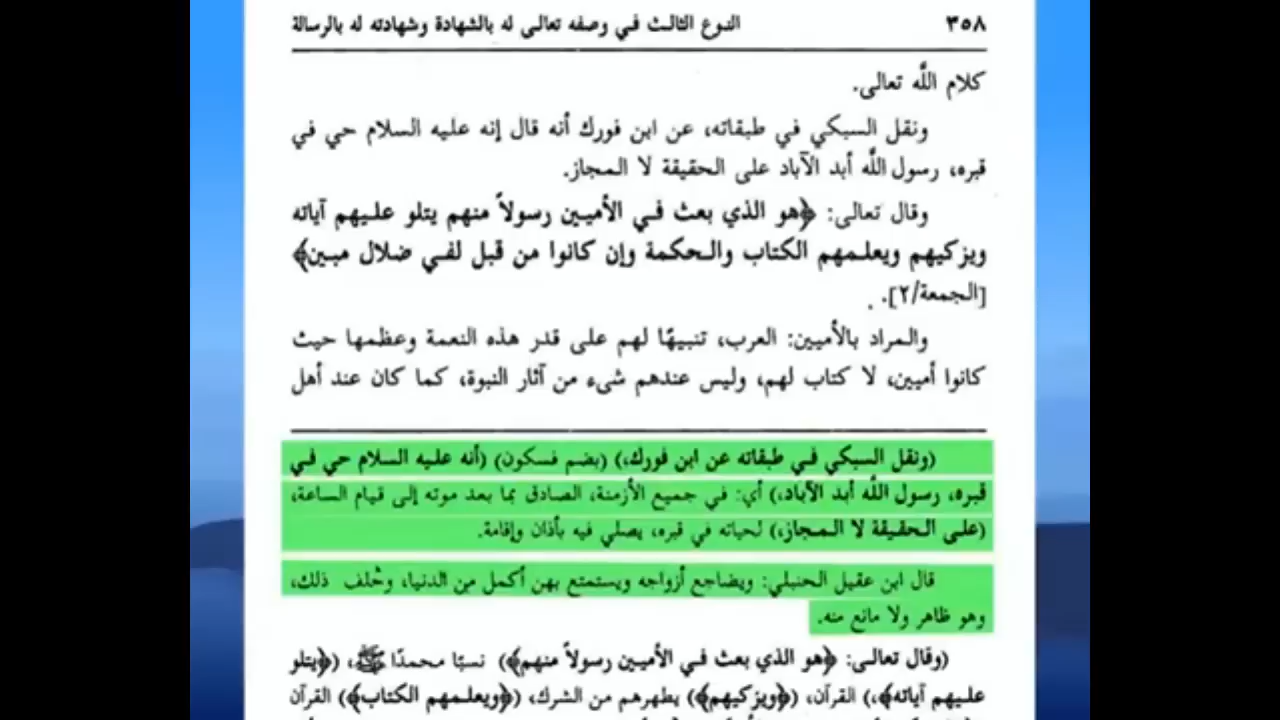 ٣٥٨ النوع الثالث في وصفه تعالى له بالشهادة وشهادته له بالرسالة
كلام اللَّه تعالى.
ونقل السبكي في طبقاته، عن ابن فورك أنه قال إنه عليه السلام حي في
قبره، رسول اللَّه أبد الآباد على الحقيقة لا المجاز.
وقال تعالى: ﴿هو الذي بعث في الأميين رسولاً منهم يتلو عليهم آياته
ويزكيهم ويعلمهم الكتاب والحكمة وإن كانوا من قبل لفي ضلال مبين﴾
[الجمعة/٢].
والمراد بالأميين: العرب، تنبيهًا لهم على قدر هذه النعمة وعظمها حيث
كانوا أميين، لا كتاب لهم، وليس عندهم شىء من آثار النبوة، كما كان عند أهل
(ونقل السبكي في طبقاته عن ابن فورك،) (بضم فسكون) (أنه عليه السلام حي في
قبره، رسول اللَّه أبد الآباد،) أي: في جميع الأزمنة، الصادق بما بعد موته إلى قيام الساعة،
(على الحقيقة لا المجاز،) لحياته في قبره، يصلي فيه بأذان وإقامة.
قال ابن عقيل الحنبلي: ويضاجع أزواجه ويستمتع بهن أكمل من الدنيا، وحُلف ذلك،
وهو ظاهر ولا مانع منه.
(وقال تعالى: ﴿هو الذي بعث في الأميين رسولاً منهم﴾) نسبًا محمدًا ﷺ، (﴿يتلو
عليهم آياته﴾،) القرآن، (﴿ويزكيهم﴾) يطهرهم من الشرك، (﴿ويعلمهم الكتاب﴾) القرآن